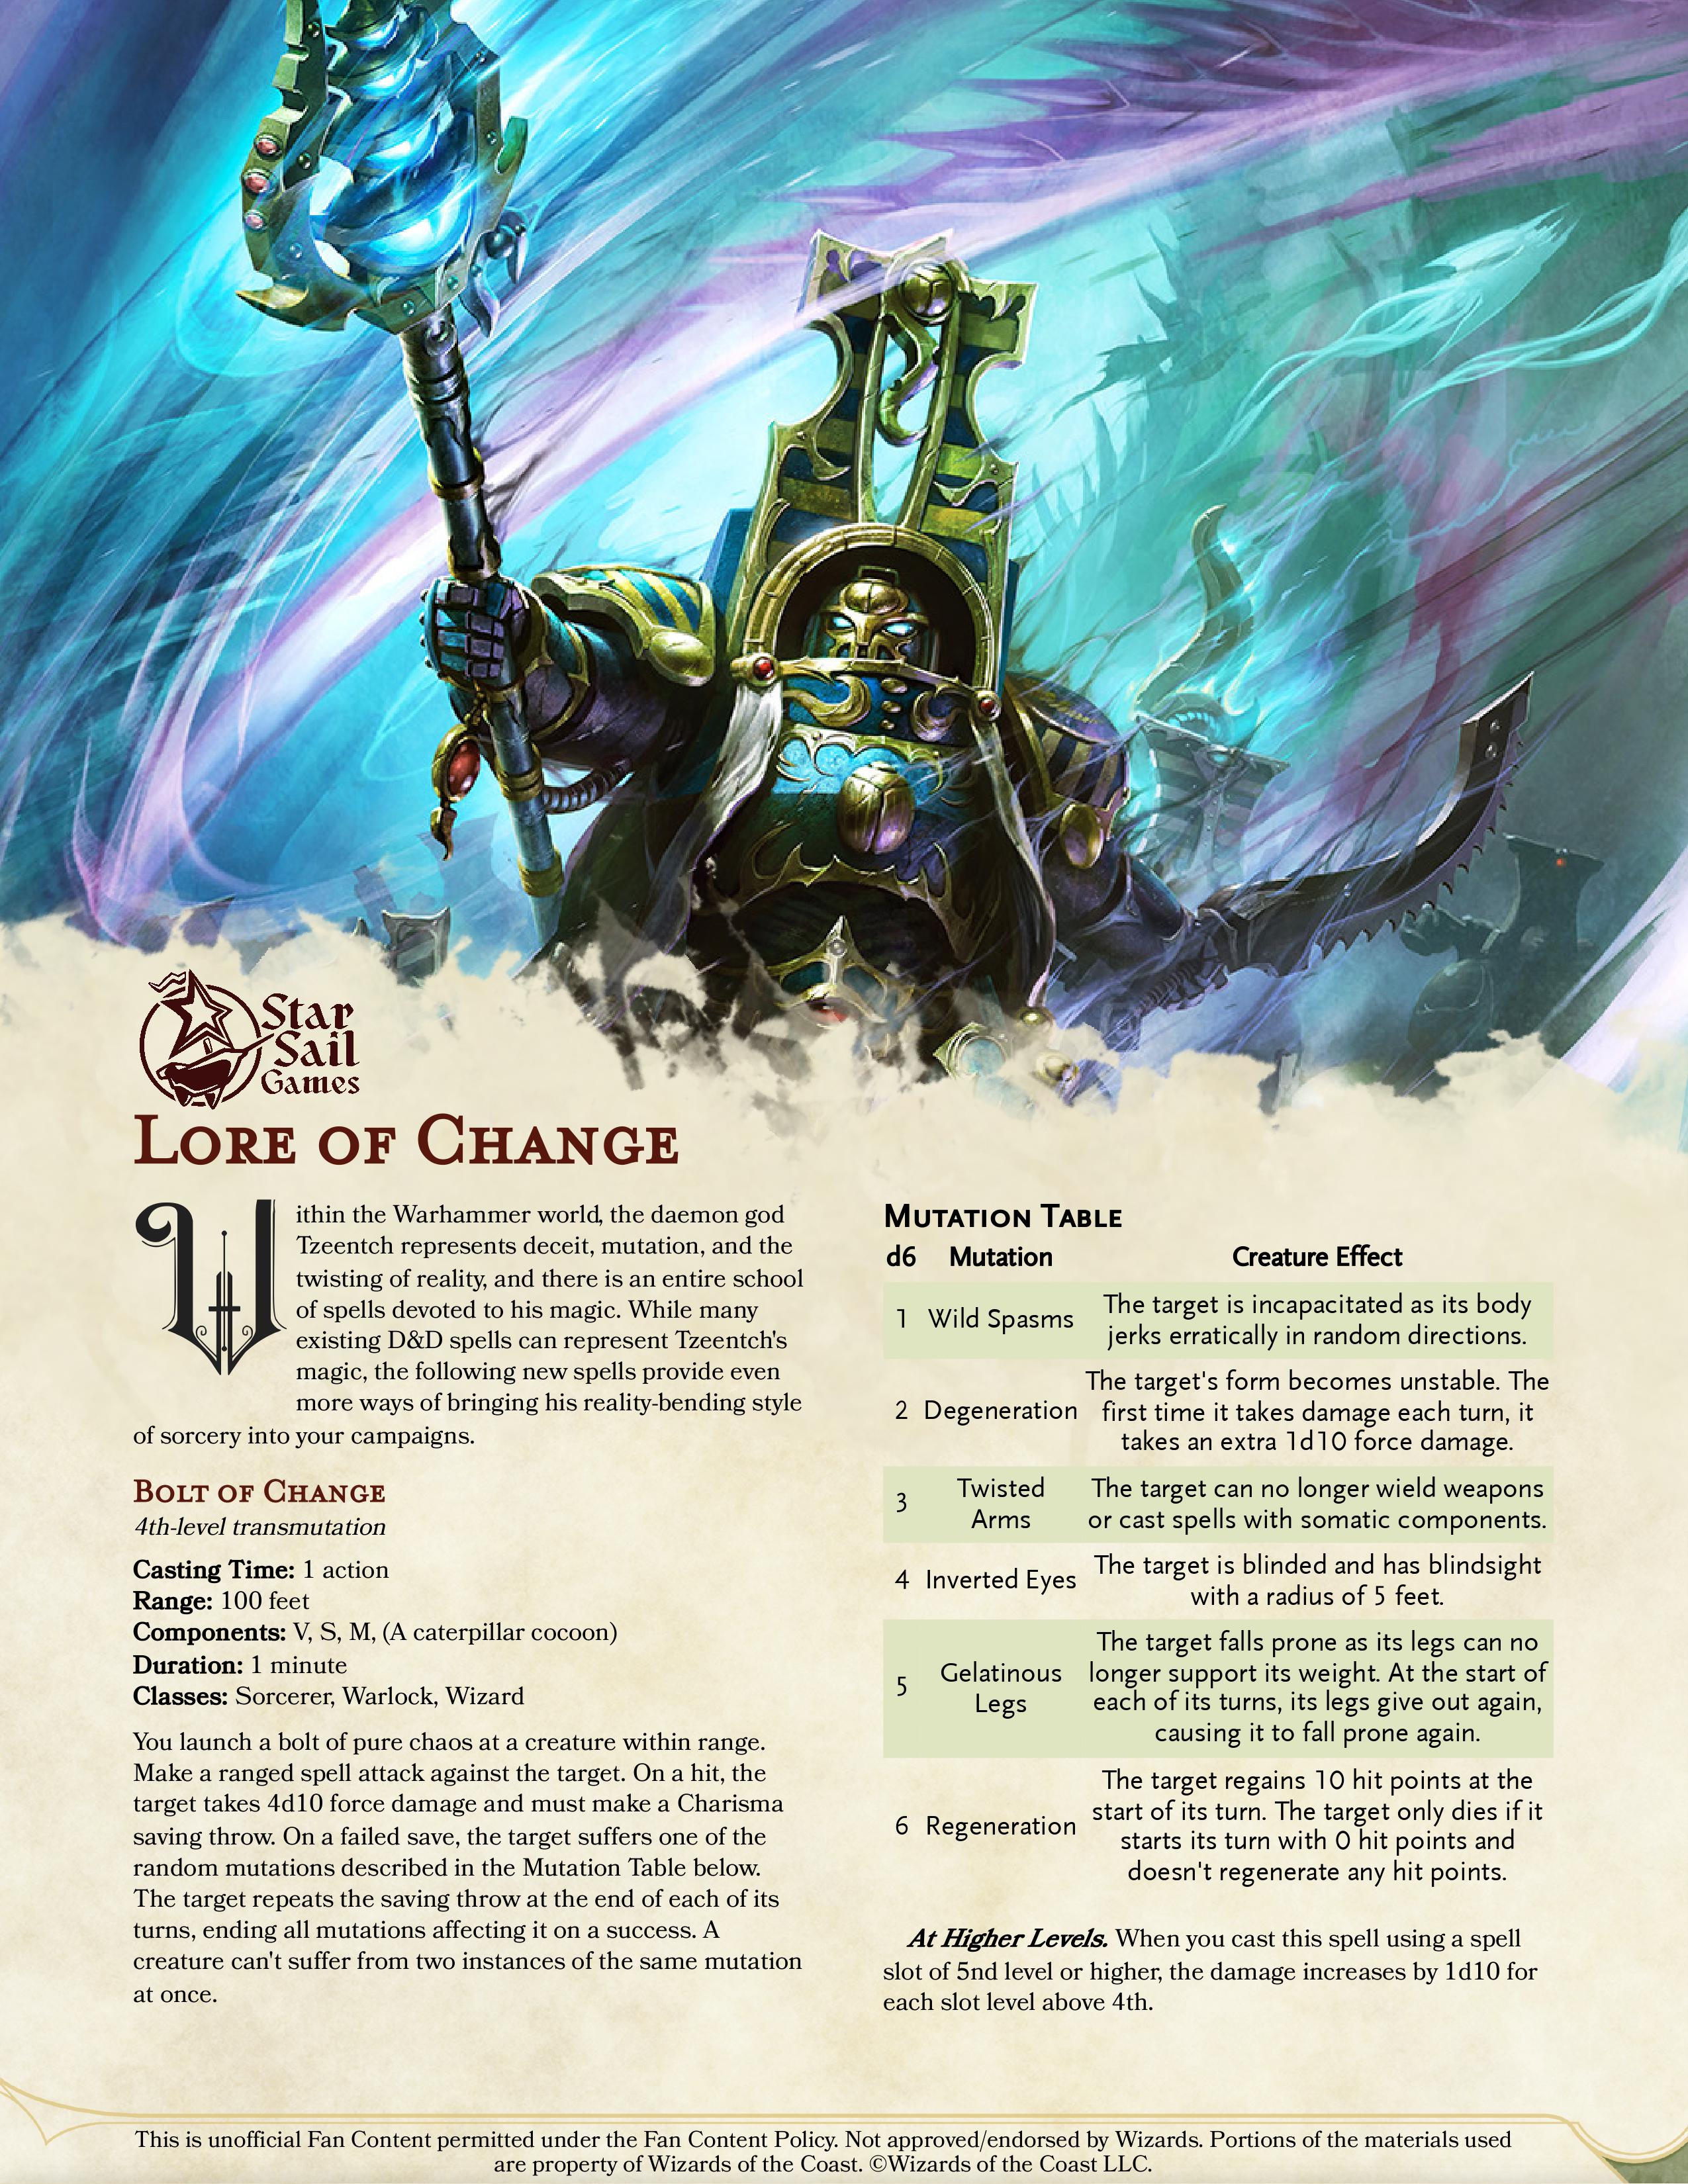 Star
Sail
Games
Lore of Change
Within the Warhammer world, the daemon god
Tzeentch represents deceit, mutation, and the
twisting of reality, and there is an entire school
of spells devoted to his magic. While many
existing D&D spells can represent Tzeentch's
magic, the following new spells provide even
more ways of bringing his reality-bending style
of sorcery into your campaigns.
Bolt of Change
4th-level transmutation
Casting Time: 1 action
Range: 100 feet
Components: V, S, M, (A caterpillar cocoon)
Duration: 1 minute
Classes: Sorcerer, Warlock, Wizard
You launch a bolt of pure chaos at a creature within range.
Make a ranged spell attack against the target. On a hit, the
target takes 4d10 force damage and must make a Charisma
saving throw. On a failed save, the target suffers one of the
random mutations described in the Mutation Table below.
The target repeats the saving throw at the end of each of its
turns, ending all mutations affecting it on a success. A
creature can't suffer from two instances of the same mutation
at once.
Mutation Table
d6 Mutation Creature Effect
1 Wild Spasms The target is incapacitated as its body
jerks erratically in random directions.
2 Degeneration The target's form becomes unstable. The
first time it takes damage each turn, it
takes an extra 1d10 force damage.
3 Twisted Arms The target can no longer wield weapons
or cast spells with somatic components.
4 Inverted Eyes The target is blinded and has blindsight
with a radius of 5 feet.
5 Gelatinous Legs The target falls prone as its legs can no
longer support its weight. At the start of
each of its turns, its legs give out again,
causing it to fall prone again.
6 Regeneration The target regains 10 hit points at the
start of its turn. The target only dies if it
starts its turn with 0 hit points and
doesn't regenerate any hit points.
At Higher Levels. When you cast this spell using a spell
slot of 5nd level or higher, the damage increases by 1d10 for
each slot level above 4th.
This is unofficial Fan Content permitted under the Fan Content Policy. Not approved/endorsed by Wizards. Portions of the materials used
are property of Wizards of the Coast. ©Wizards of the Coast LLC.